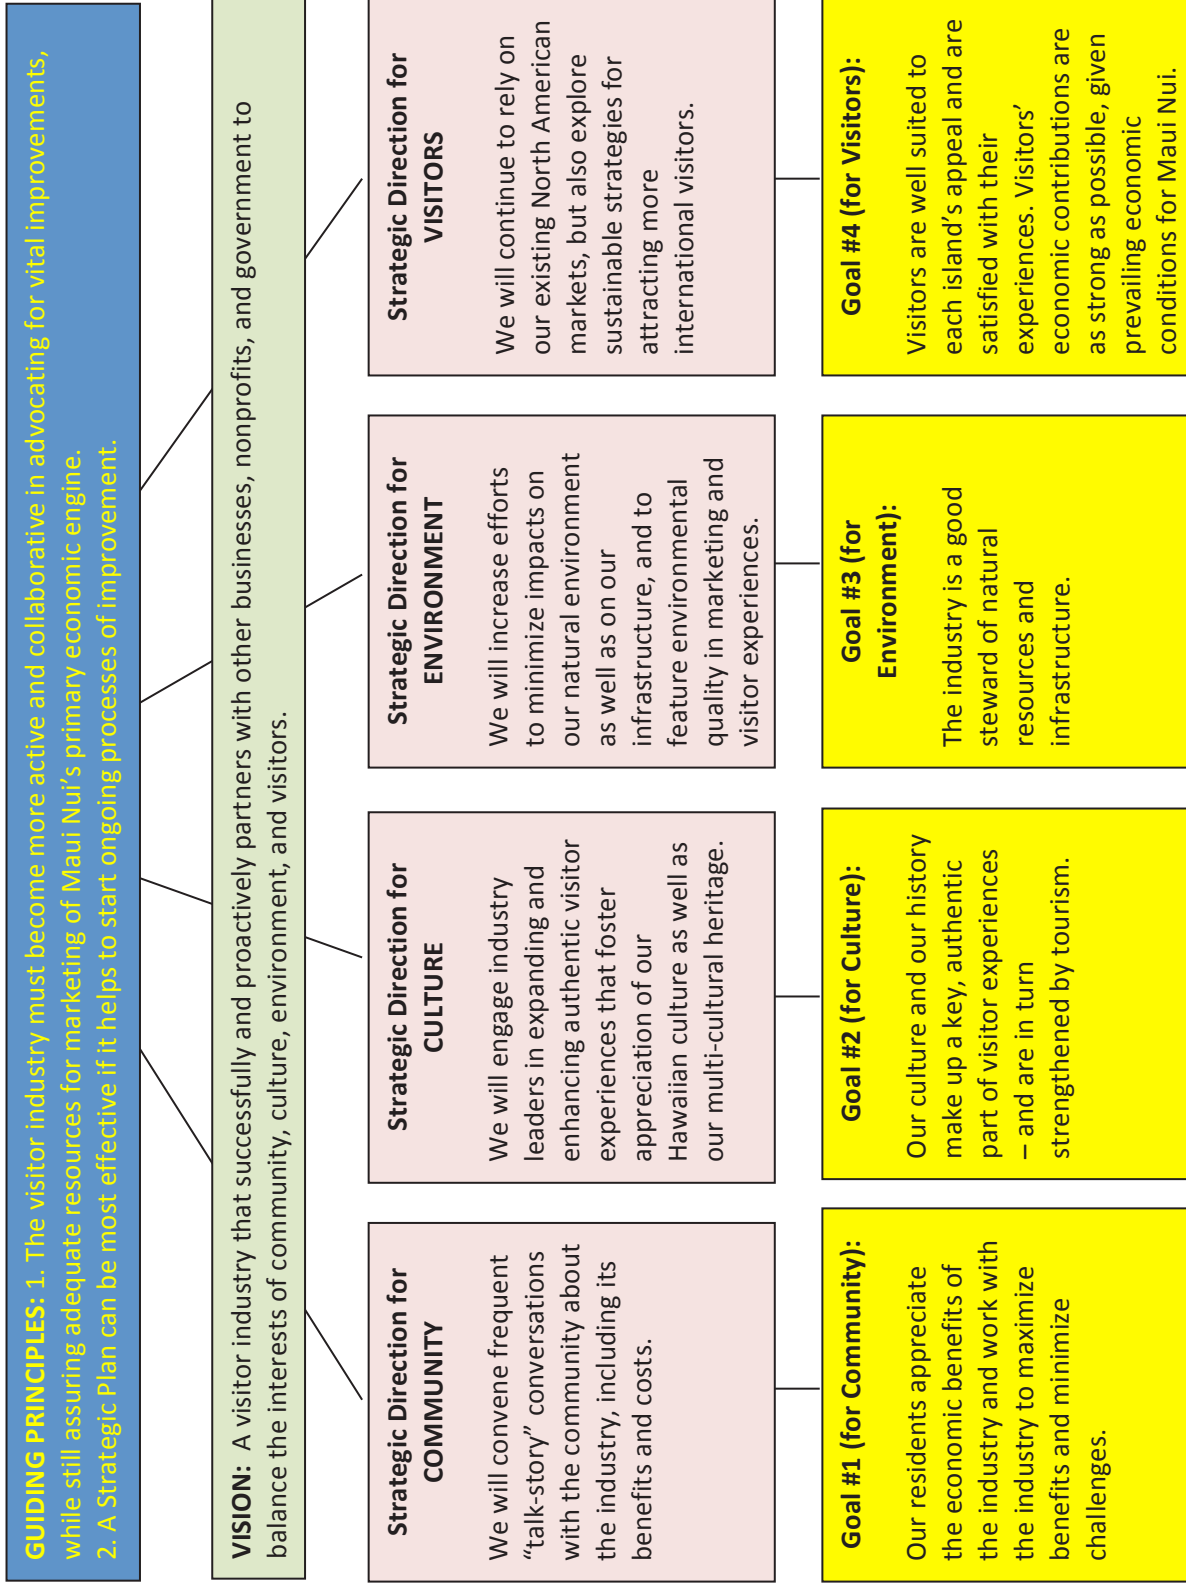 GUIDING PRINCIPLES: 1. The visitor industry must become more active and collaborative in advocating for vital improvements,
while still assuring adequate resources for marketing of Maui Nui’s primary economic engine.
2. A Strategic Plan can be most effective if it helps to start ongoing processes of improvement.
VISION: A visitor industry that successfully and proactively partners with other businesses, nonprofits, and government to
balance the interests of community, culture, environment, and visitors.
Strategic Direction for
COMMUNITY
We will convene frequent
“talk-story” conversations
with the community about
the industry, including its
benefits and costs.
Strategic Direction for
CULTURE
We will engage industry
leaders in expanding and
enhancing authentic visitor
experiences that foster
appreciation of our
Hawaiian culture as well as
our multi-cultural heritage.
Strategic Direction for
ENVIRONMENT
We will increase efforts
to minimize impacts on
our natural environment
as well as on our
infrastructure, and to
feature environmental
quality in marketing and
visitor experiences.
Strategic Direction for
VISITORS
We will continue to rely on
our existing North American
markets, but also explore
sustainable strategies for
attracting more
international visitors.
Goal #1 (for Community):
Our residents appreciate
the economic benefits of
the industry and work with
the industry to maximize
benefits and minimize
challenges.
Goal #2 (for Culture):
Our culture and our history
make up a key, authentic
part of visitor experiences
– and are in turn
strengthened by tourism.
Goal #3 (for
Environment):
The industry is a good
steward of natural
resources and
infrastructure.
Goal #4 (for Visitors):
Visitors are well suited to
each island’s appeal and are
satisfied with their
experiences. Visitors’
economic contributions are
as strong as possible, given
prevailing economic
conditions for Maui Nui.